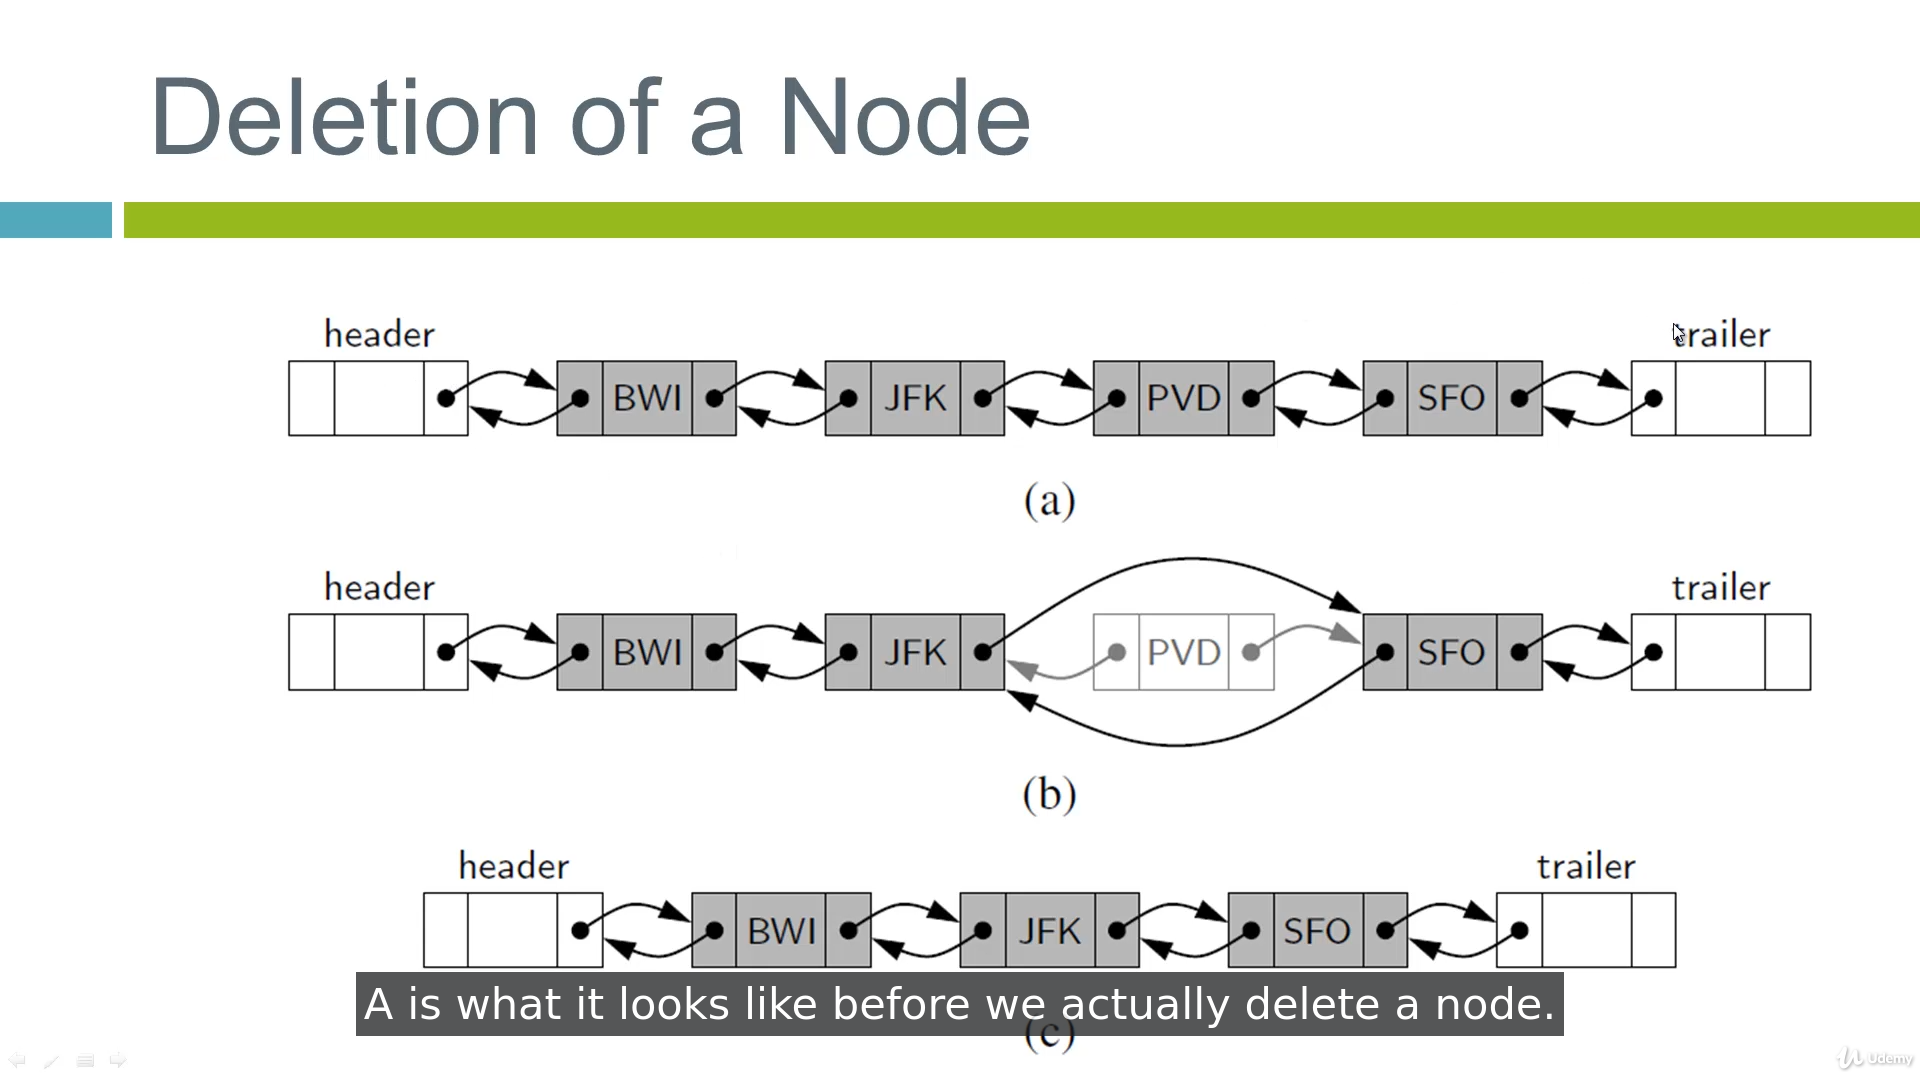 Deletion of a Node
header trailer
BWI JFK PVD SFO
(a)
header trailer
BWI JFK PVD SFO
(b)
header trailer
BWI JFK SFO
A is what it looks like before we actually delete a node.
(c)
Udemy